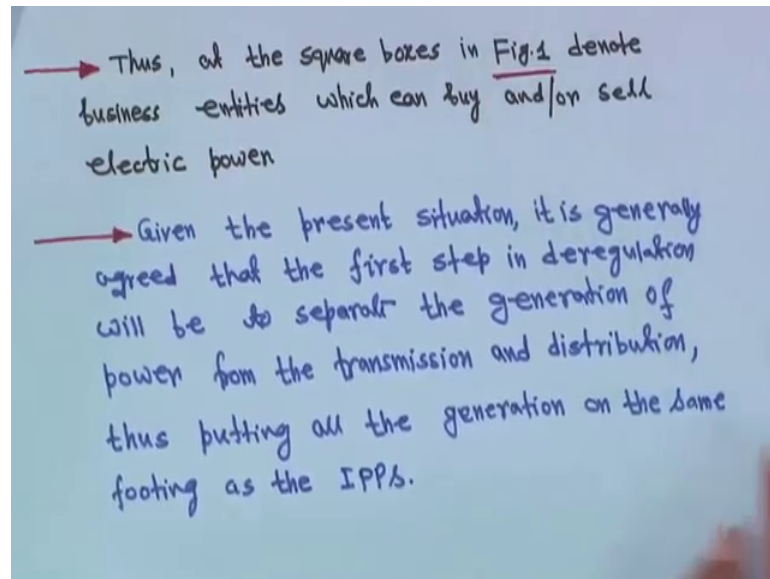 Thus, all the square boxes in Fig.1 denote
business entities which can buy and/or sell
electric power
Given the present situation, it is generally
agreed that the first step in deregulation
will be to separate the generation of
power from the transmission and distribution,
thus putting all the generation on the same
footing as the IPPs.